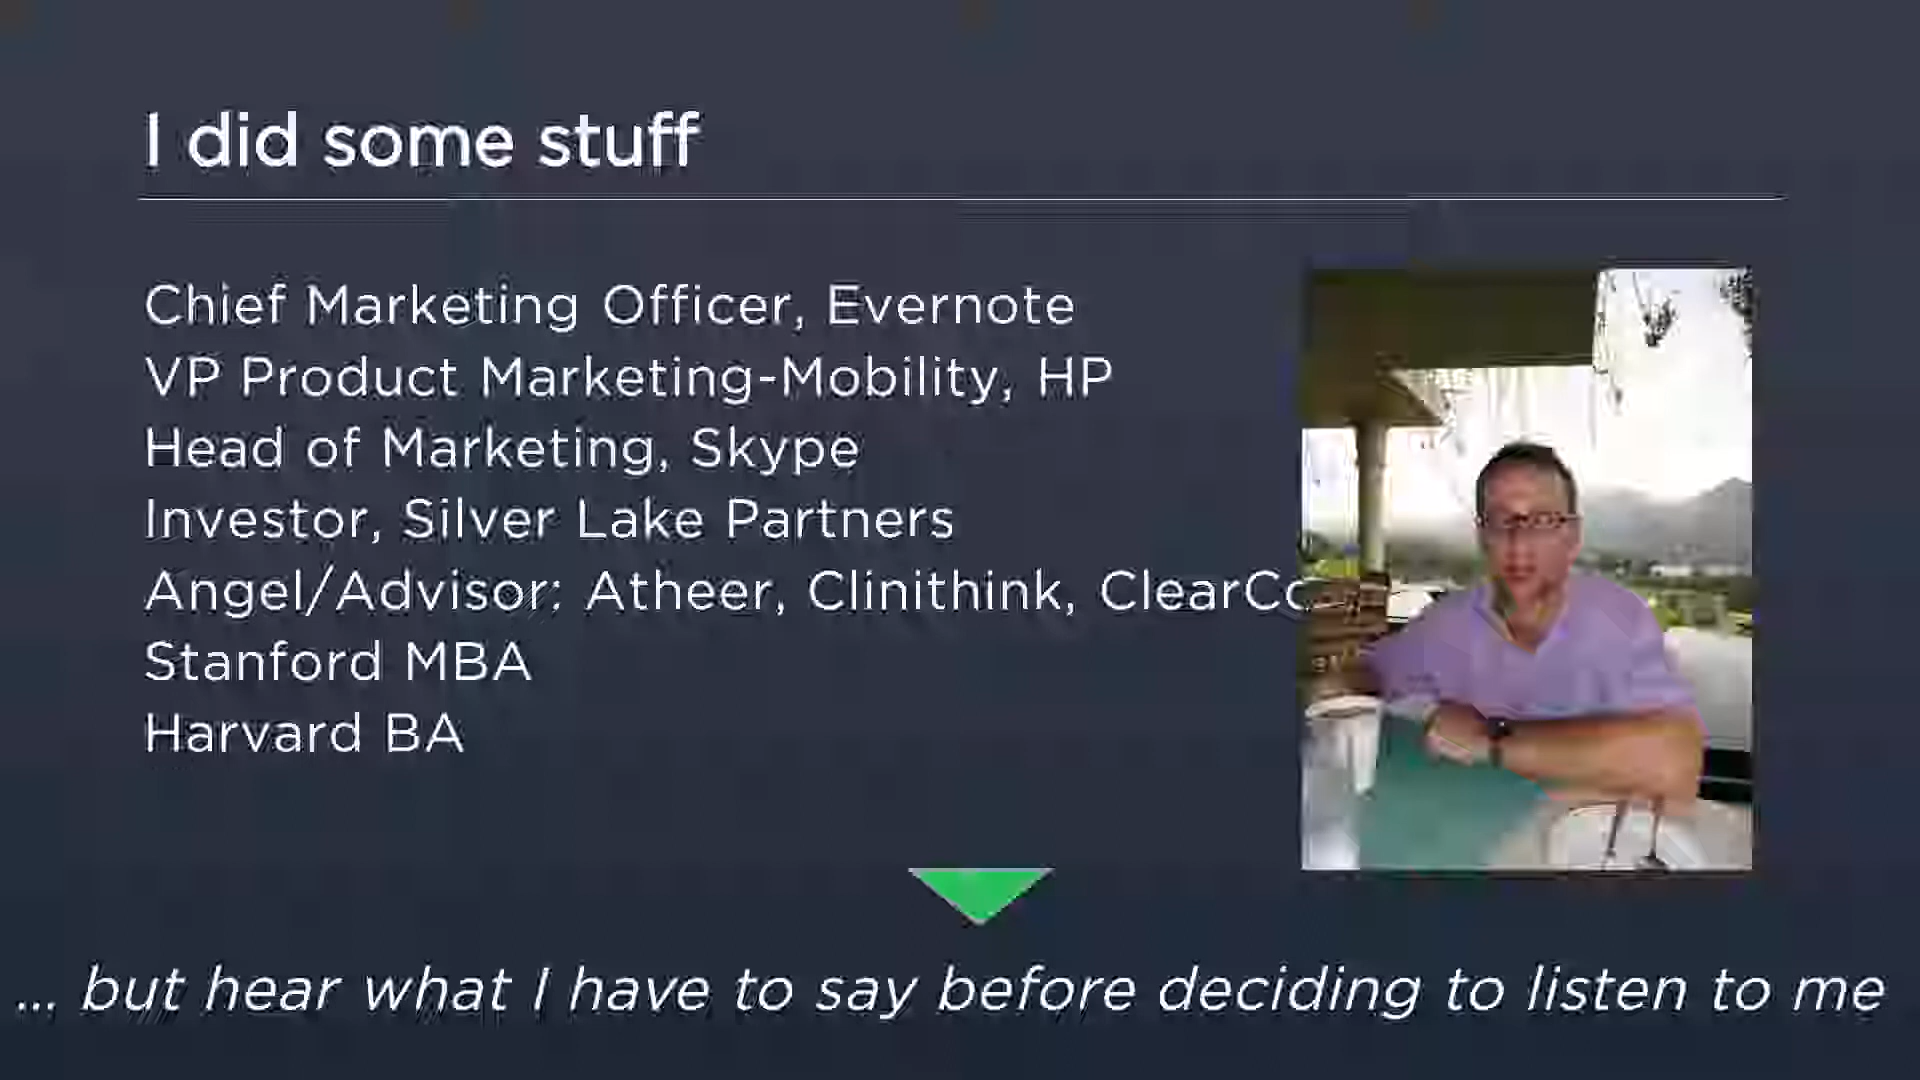 I did some stuff
Chief Marketing Officer, Evernote
VP Product Marketing-Mobility, HP
Head of Marketing, Skype
Investor, Silver Lake Partners
Angel/Advisor: Atheer, Clinithink,
Stanford MBA
Harvard BA
... but hear what I have to say before deciding to listen to me